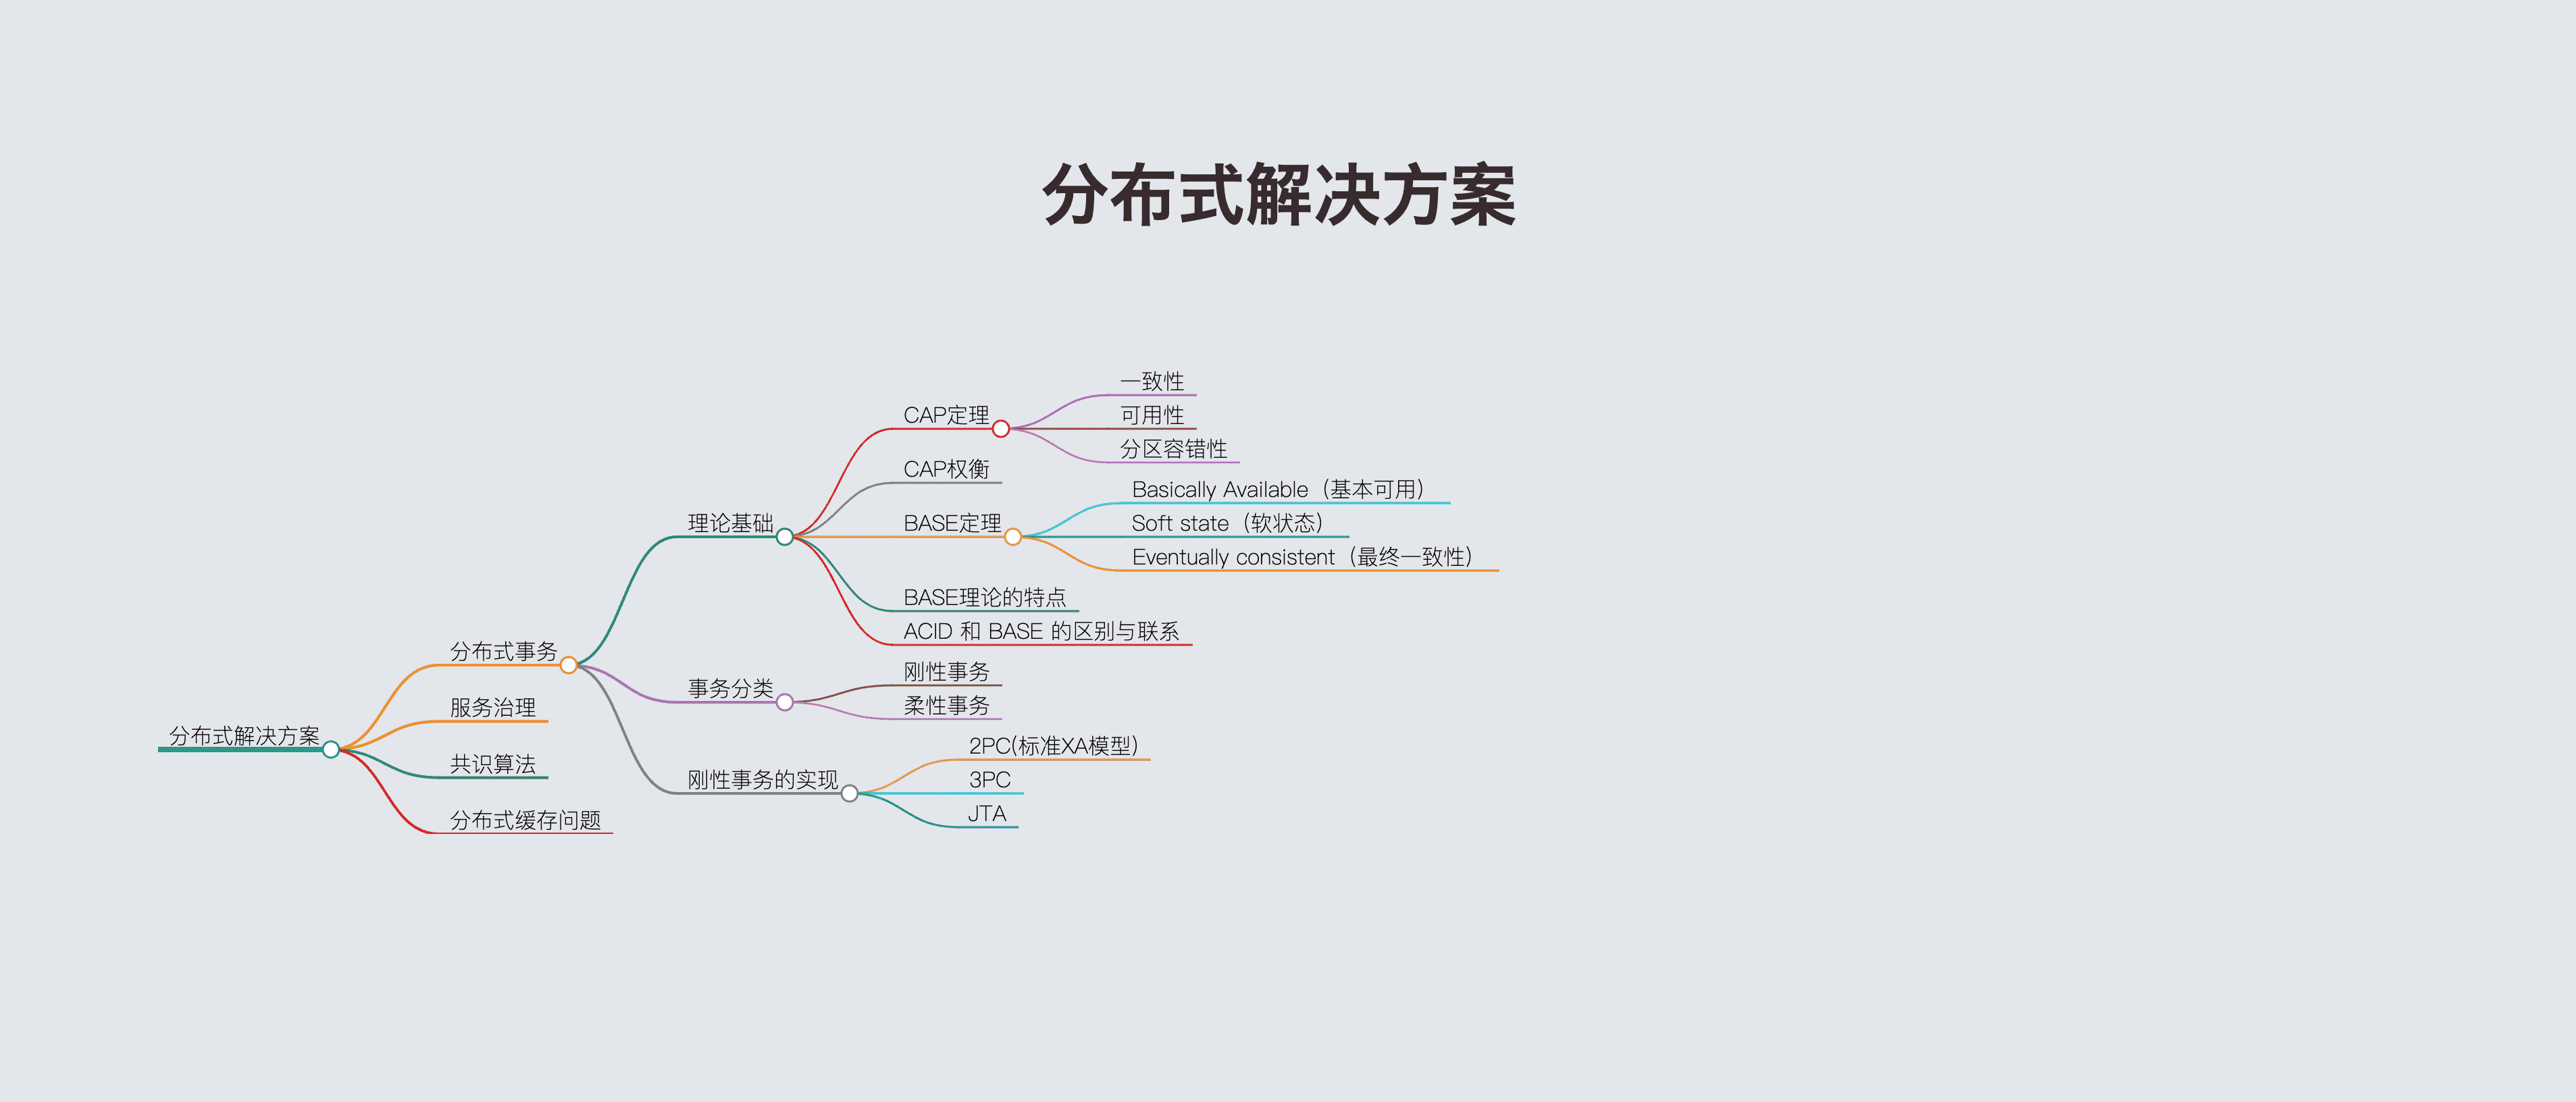 分布式解决方案
分布式解决方案
分布式事务
理论基础
CAP定理
一致性
可用性
分区容错性
CAP权衡
BASE定理
Basically Available（基本可用）
Soft state（软状态）
Eventually consistent（最终一致性）
BASE理论的特点
ACID 和 BASE 的区别与联系
事务分类
刚性事务
柔性事务
刚性事务的实现
2PC(标准XA模型)
3PC
JTA
服务治理
共识算法
分布式缓存问题